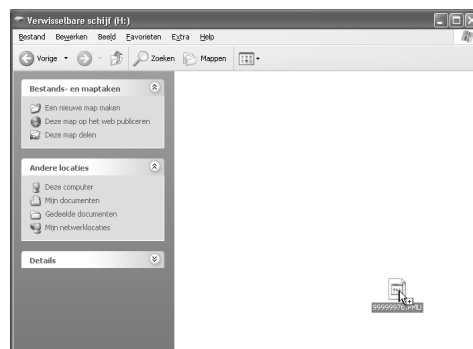 Verwisselbare schijf (H:)
Bestand Bewerken Beeld Favorieten Extra Help
Vorige Zoeken Mappen
Bestands- en maptaken
Een nieuwe map maken
Deze map op het web publiceren
Deze map delen
Andere locaties
Deze computer
Mijn documenten
Gedeelde documenten
Mijn netwerklocaties
Details
99999976.PMU